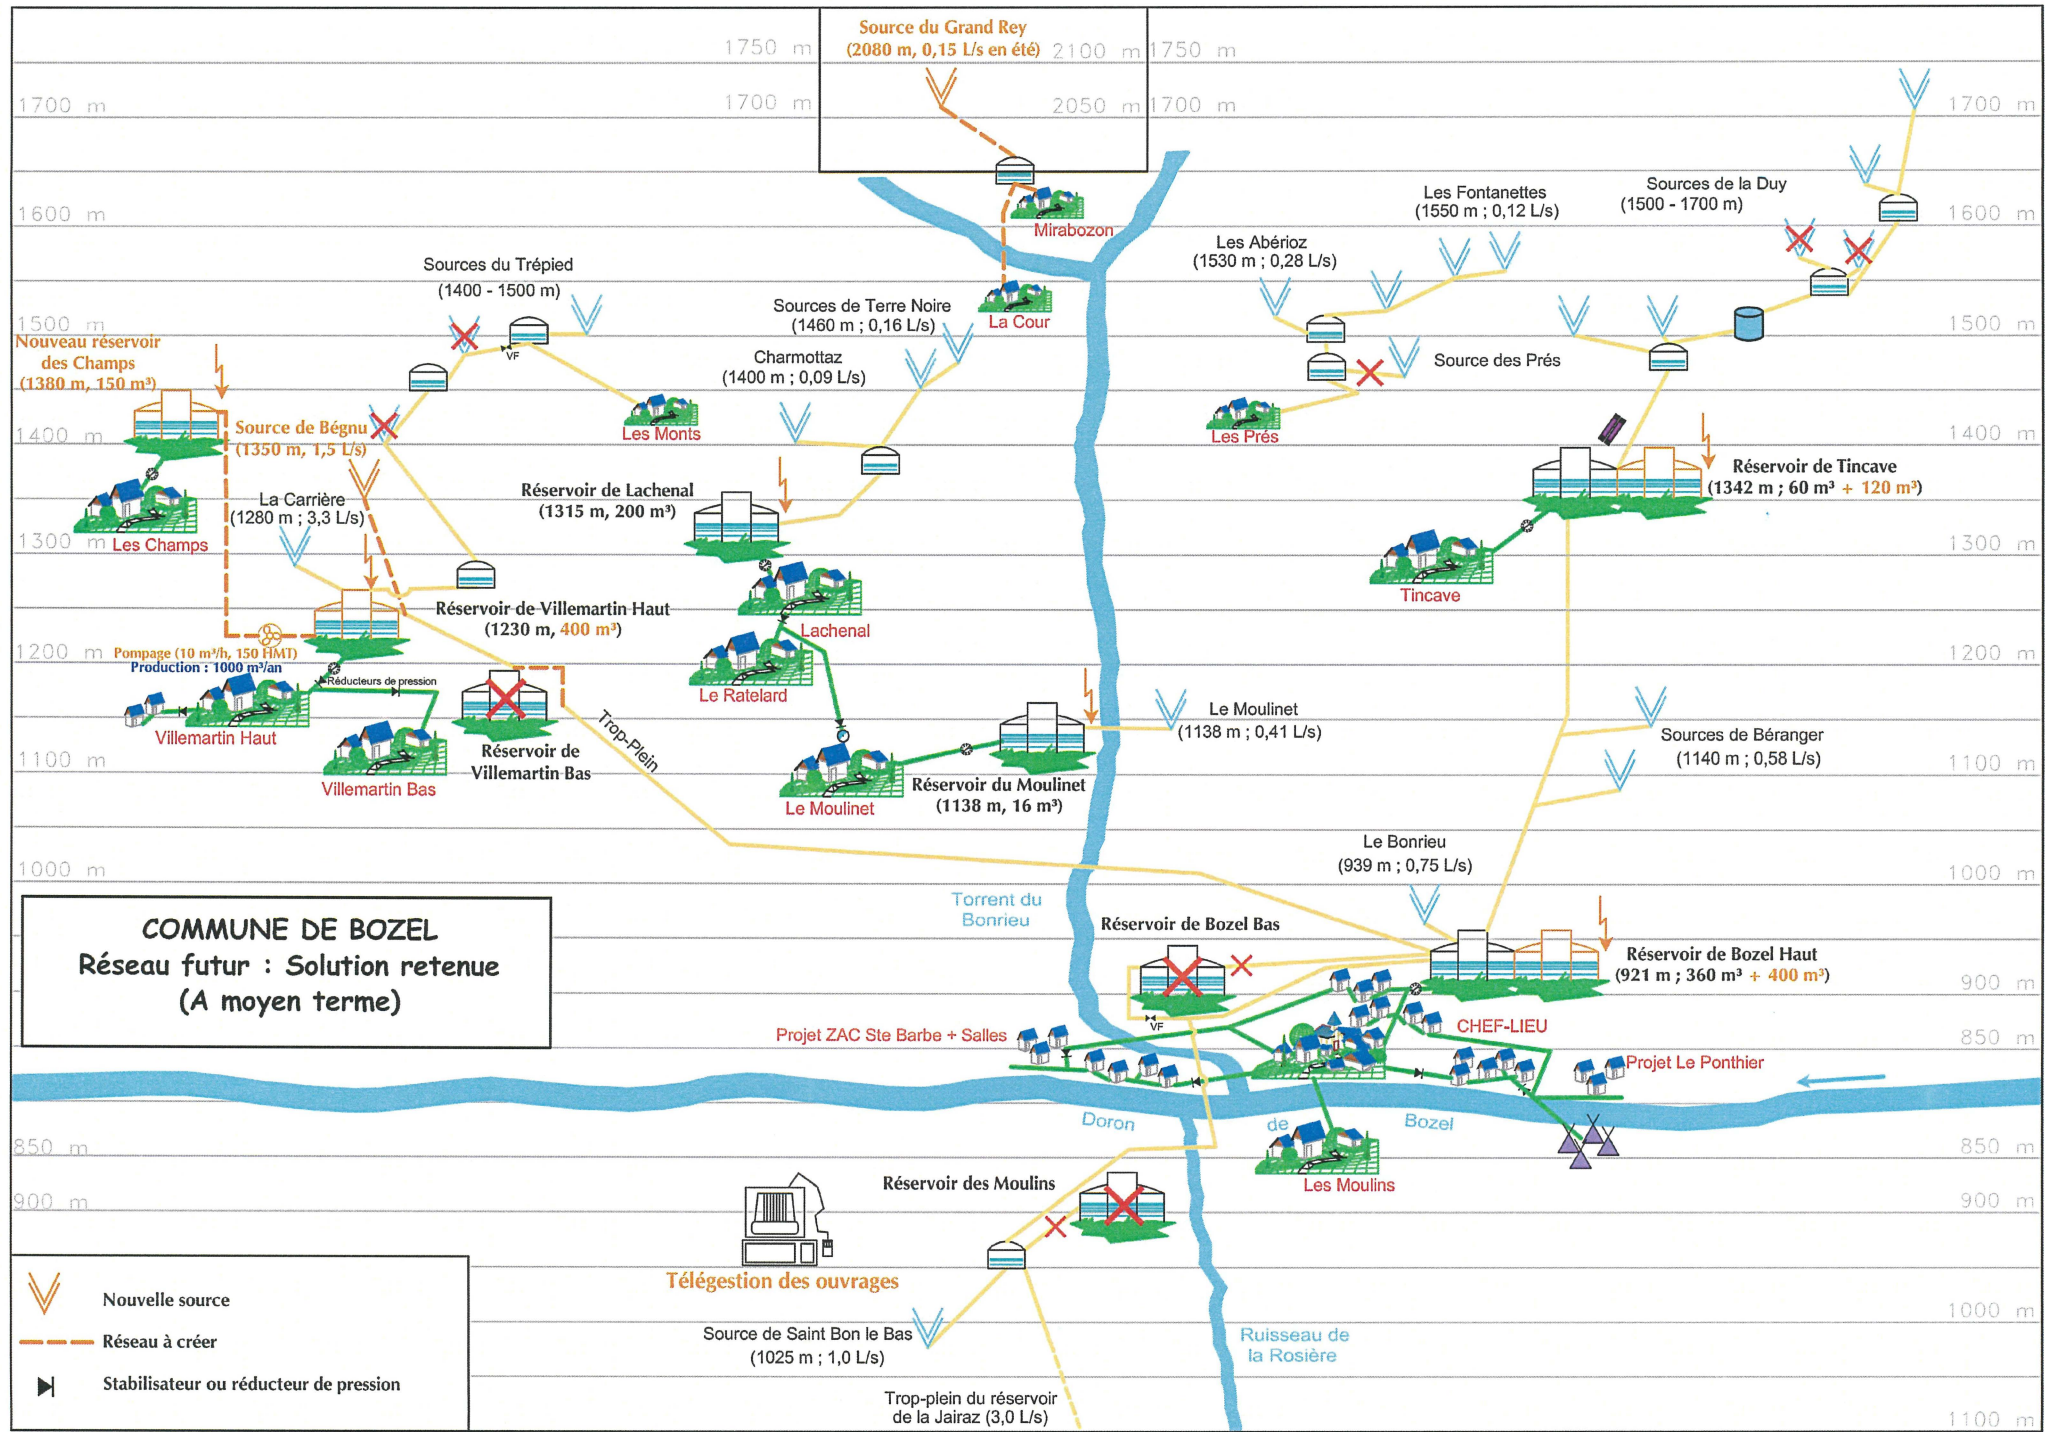 Source du Grand Rey
(2080 m, 0,15 L/s en été)
1750 m
2100 m
1750 m
1700 m
1700 m
2050 m
1700 m
1700 m
Mirabozon
La Cour
Les Fontanettes
(1550 m ; 0,12 L/s)
Sources de la Duy
(1500 - 1700 m)
1600 m
1600 m
Les Abérioz
(1530 m ; 0,28 L/s)
Sources du Trépied
(1400 - 1500 m)
Sources de Terre Noire
(1460 m ; 0,16 L/s)
1500 m
1500 m
VF
Nouveau réservoir
des Champs
(1380 m, 150 m³)
Charmottaz
(1400 m ; 0,09 L/s)
Source des Prés
Les Monts
Les Prés
1400 m
1400 m
Source de Bégnu
(1350 m, 1,5 L/s)
Réservoir de Tincave
(1342 m ; 60 m³ + 120 m³)
La Carrière
(1280 m ; 3,3 L/s)
Réservoir de Lachenal
(1315 m, 200 m³)
Les Champs
1300 m
1300 m
Tincave
Réservoir de Villemartin Haut
(1230 m, 400 m³)
Lachenal
1200 m
1200 m
Pompage (10 m³/h, 150 HMT)
Production : 1000 m³/an
Réducteurs de pression
Le Ratelard
Villemartin Haut
Trop-Plein
Le Moulinet
(1138 m ; 0,41 L/s)
Sources de Béranger
(1140 m ; 0,58 L/s)
Réservoir de
Villemartin Bas
1100 m
1100 m
Villemartin Bas
Le Moulinet
Réservoir du Moulinet
(1138 m, 16 m³)
Le Bonrieu
(939 m ; 0,75 L/s)
1000 m
1000 m
Torrent du
Bonrieu
COMMUNE DE BOZEL
Réseau futur : Solution retenue
(A moyen terme)
Réservoir de Bozel Bas
Réservoir de Bozel Haut
(921 m ; 360 m³ + 400 m³)
900 m
VF
Projet ZAC Ste Barbe + Salles
CHEF-LIEU
850 m
Projet Le Ponthier
Doron de Bozel
850 m
850 m
Les Moulins
Réservoir des Moulins
900 m
900 m
Télégestion des ouvrages
Nouvelle source
Réseau à créer
Stabilisateur ou réducteur de pression
1000 m
Source de Saint Bon le Bas
(1025 m ; 1,0 L/s)
Ruisseau de
la Rosière
Trop-plein du réservoir
de la Jairaz (3,0 L/s)
1100 m